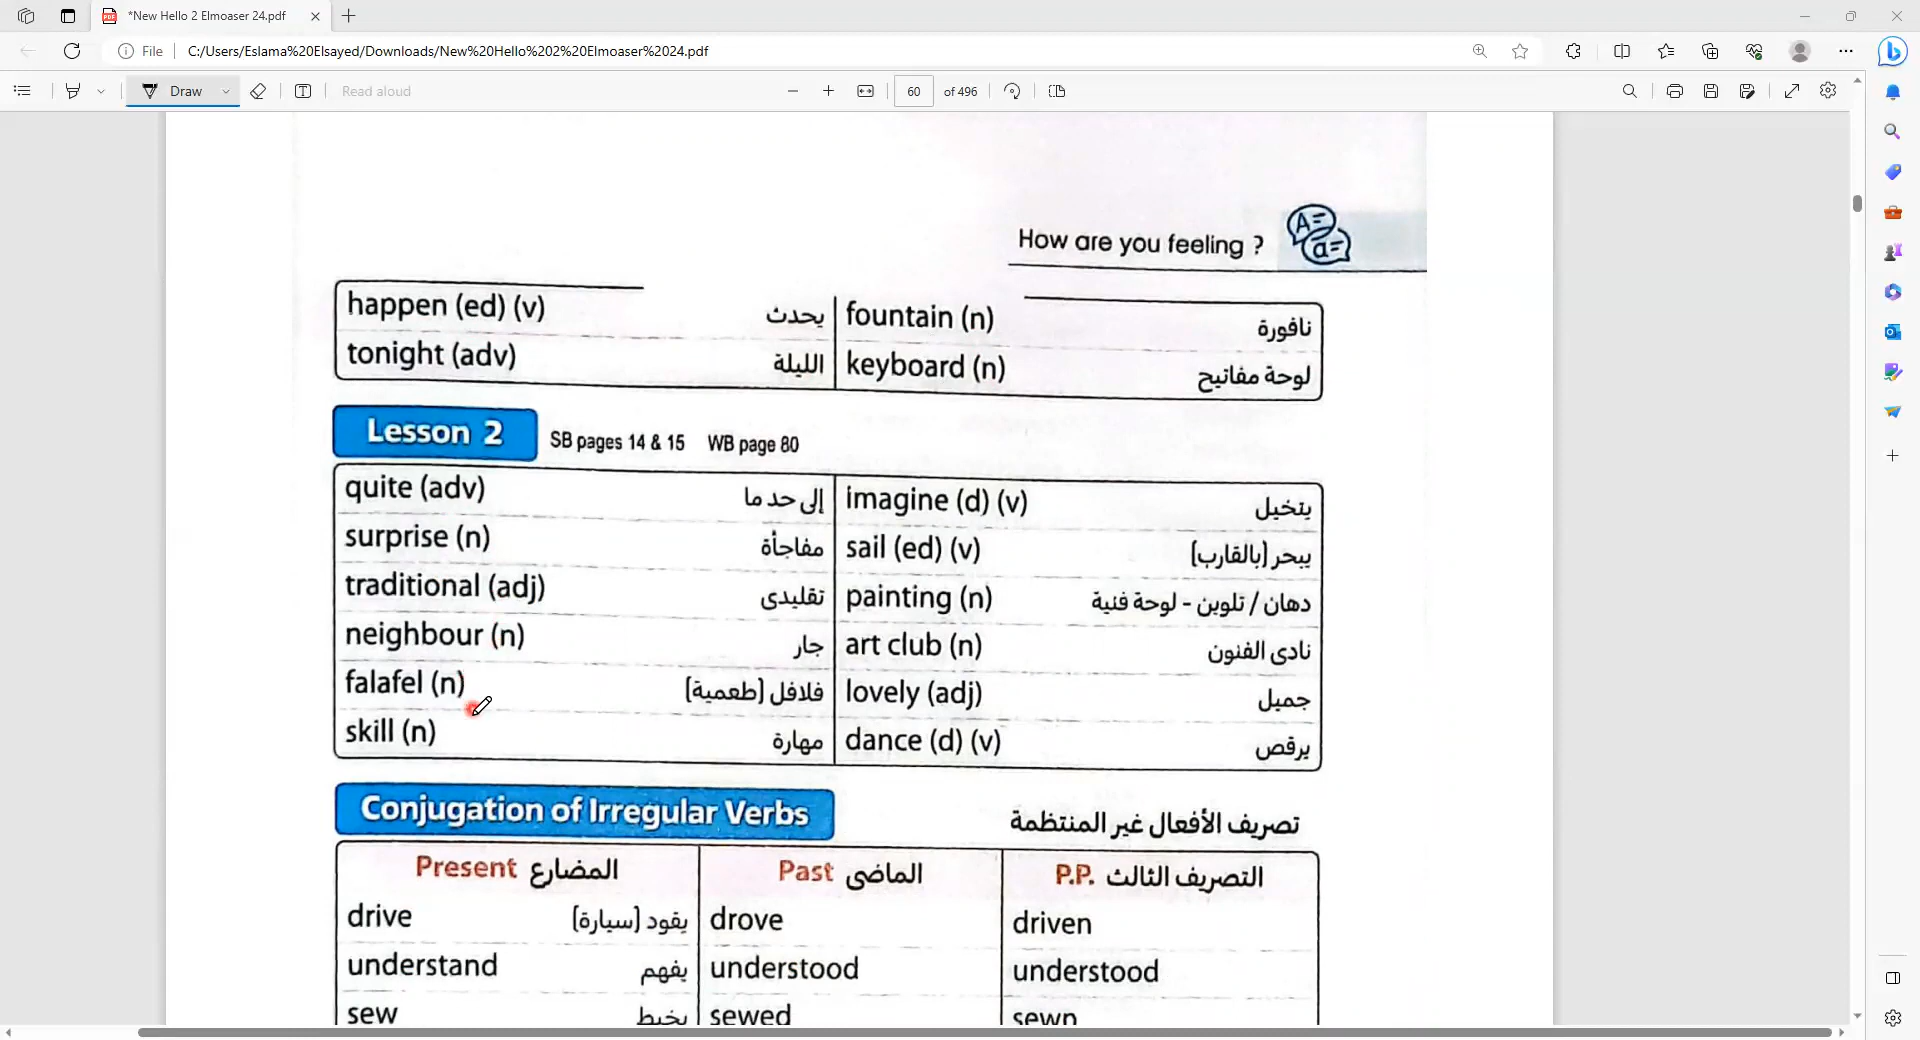 *New Hello 2 Elmoaser 24.pdf
File C:/Users/Eslama%20Elsayed/Downloads/New%20Hello%202%20Elmoaser%2024.pdf
Draw Read aloud 60 of 496
How are you feeling ?
A=
a=
happen (ed) (v) يحدث fountain (n) نافورة
tonight (adv) الليلة keyboard (n) لوحة مفاتيح
Lesson 2 SB pages 14 & 15 WB page 80
quite (adv) إلى حد ما imagine (d) (v) يتخيل
surprise (n) مفاجأة sail (ed) (v) يبحر (بالقارب)
traditional (adj) تقليدى painting (n) دهان / تلوين - لوحة فنية
neighbour (n) جار art club (n) نادى الفنون
falafel (n) فلافل (طعمية) lovely (adj) جميل
skill (n) مهارة dance (d) (v) يرقص
Conjugation of Irregular Verbs تصريف الأفعال غير المنتظمة
Present المضارع Past الماضى P.P. التصريف الثالث
drive يقود (سيارة) drove driven
understand يفهم understood understood
sew يخيط sewed sewn